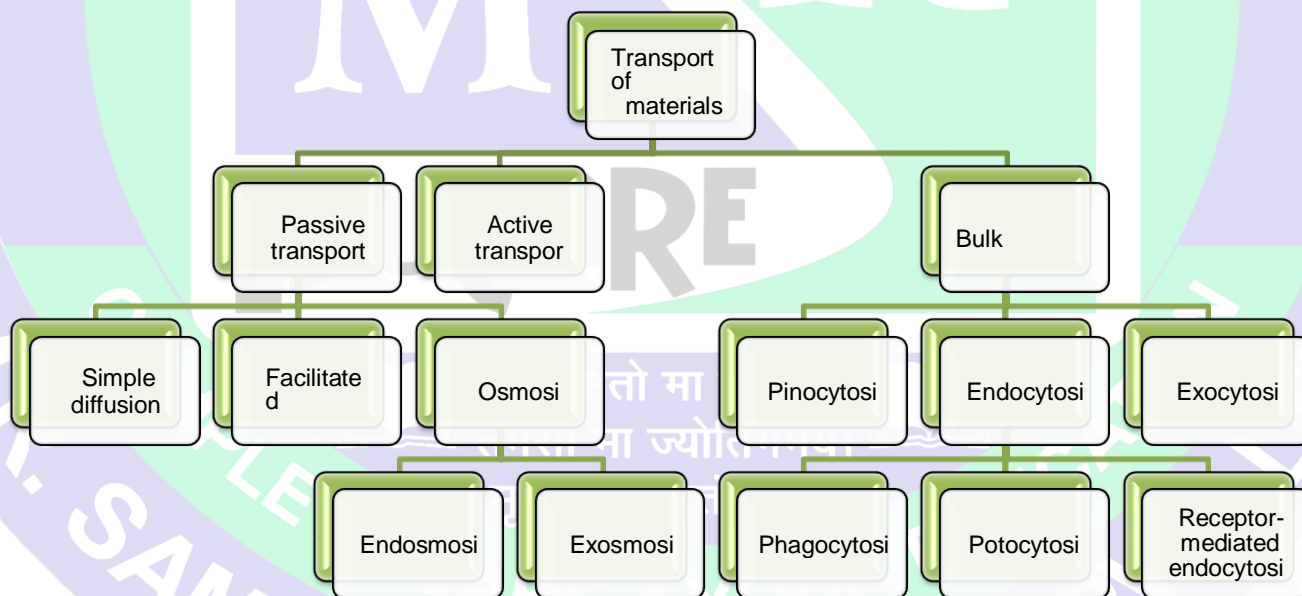 Transport
of
materials
Passive
transport
Active
transpor
Bulk
Simple
diffusion
Facilitate
d
Osmosi
Pinocytosi
Endocytosi
Exocytosi
Endosmosi
Exosmosi
Phagocytosi
Potocytosi
Receptor-
mediated
endocytosi